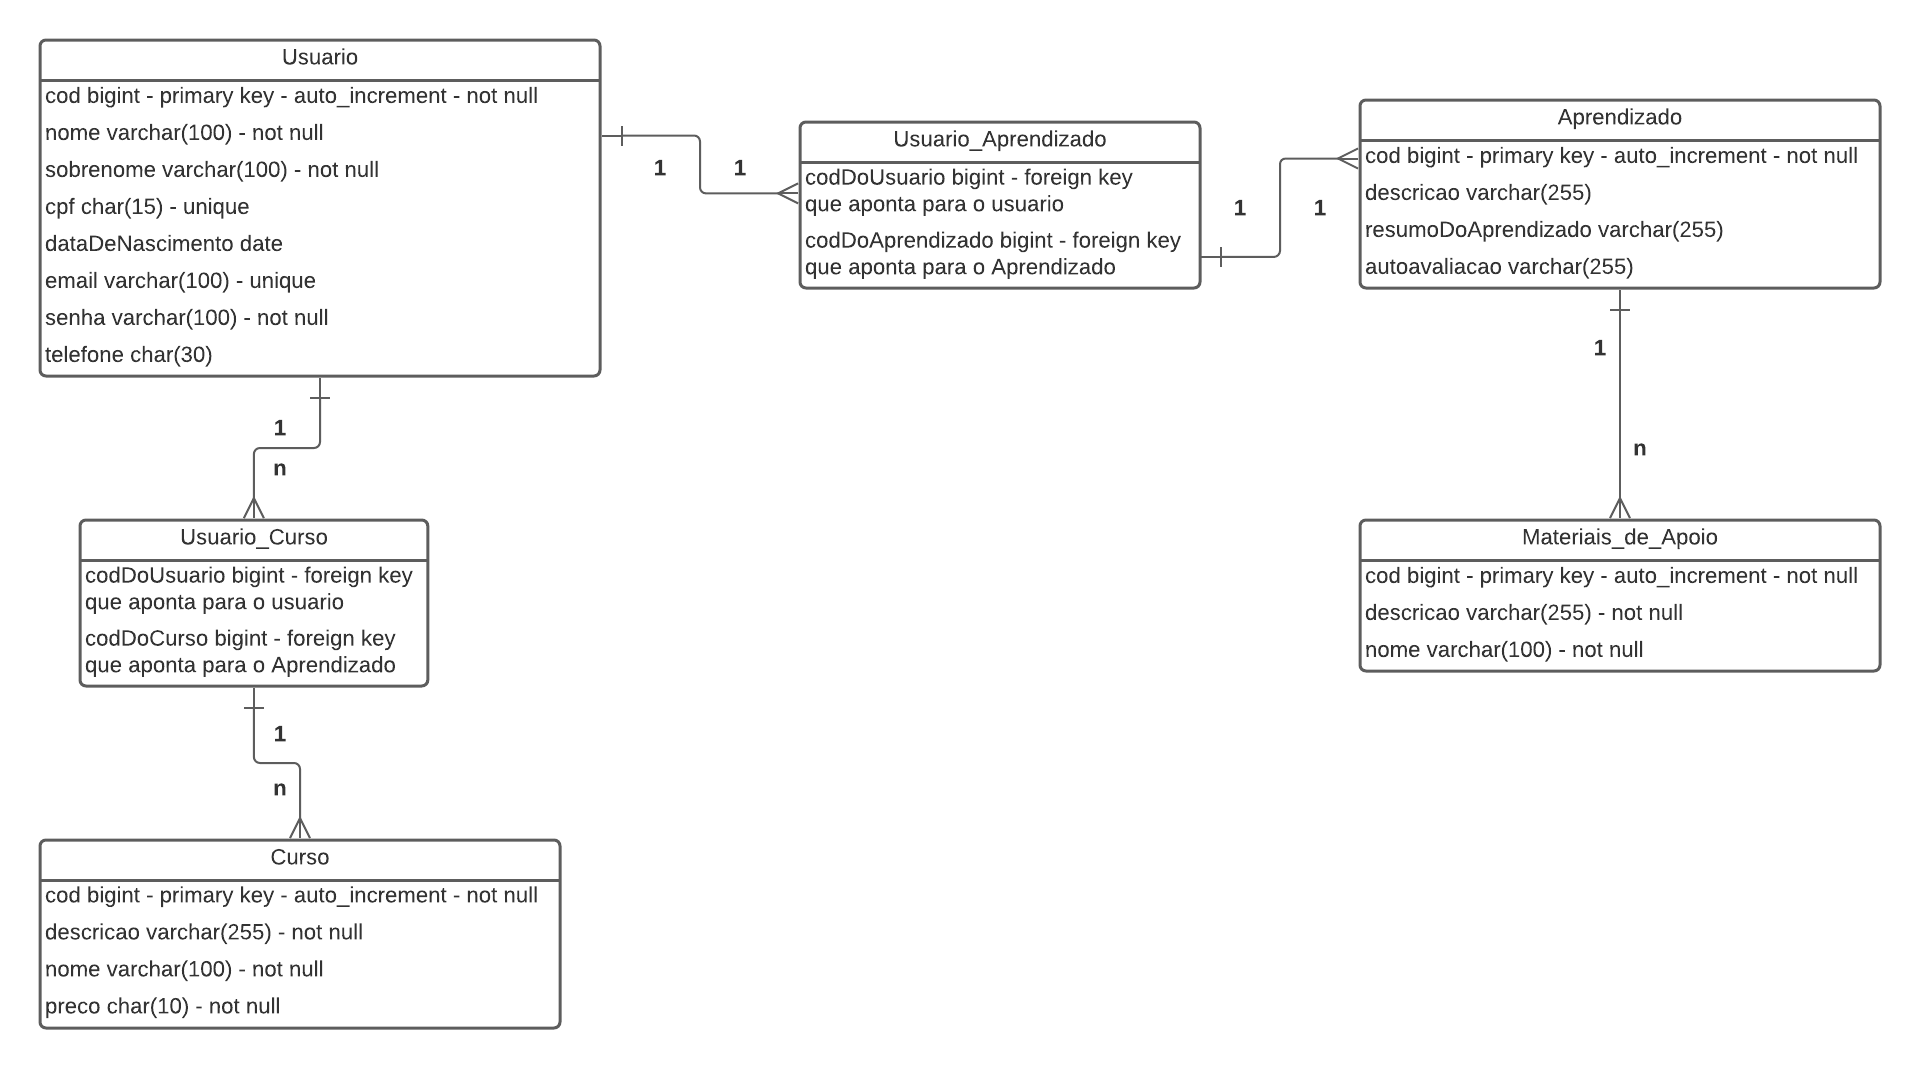 Usuario
cod bigint - primary key - auto_increment - not null
nome varchar(100) - not null
sobrenome varchar(100) - not null
cpf char(15) - unique
dataDeNascimento date
email varchar(100) - unique
senha varchar(100) - not null
telefone char(30)
1
1
Usuario_Aprendizado
codDoUsuario bigint - foreign key
que aponta para o usuario
codDoAprendizado bigint - foreign key
que aponta para o Aprendizado
1
1
Aprendizado
cod bigint - primary key - auto_increment - not null
descricao varchar(255)
resumoDoAprendizado varchar(255)
autoavaliacao varchar(255)
1
n
1
n
Usuario_Curso
codDoUsuario bigint - foreign key
que aponta para o usuario
codDoCurso bigint - foreign key
que aponta para o Aprendizado
Materiais_de_Apoio
cod bigint - primary key - auto_increment - not null
descricao varchar(255) - not null
nome varchar(100) - not null
1
n
Curso
cod bigint - primary key - auto_increment - not null
descricao varchar(255) - not null
nome varchar(100) - not null
preco char(10) - not null